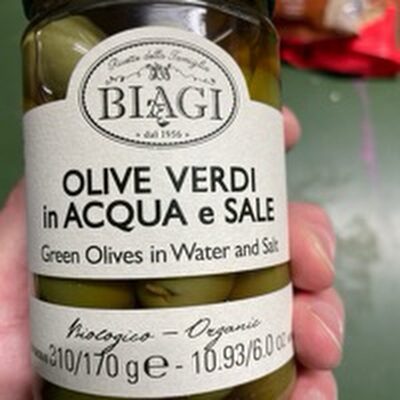 Ricette della Famiglia
BIAGI
dal 1956
OLIVE VERDI
in ACQUA e SALE
Green Olives in Water and Salt
Biologico – Organic
310/170 g e - 10.93/6.0 oz